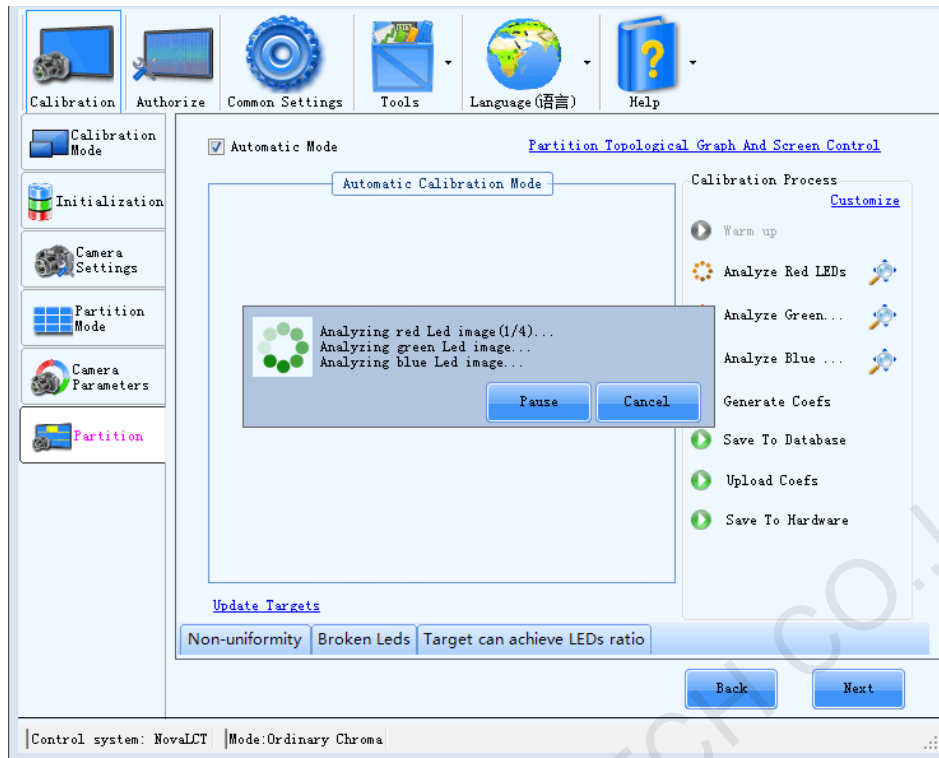 Calibration
Authorize
Common Settings
Tools
Language(语言)
Help
Calibration
Mode
Initialization
Camera
Settings
Partition
Mode
Camera
Parameters
Partition
Automatic Mode
Partition Topological Graph And Screen Control
Automatic Calibration Mode
Calibration Process
Customize
Warm up
Analyze Red LEDs
Analyze Green...
Analyze Blue ...
Generate Coefs
Save To Database
Upload Coefs
Save To Hardware
Analyzing red Led image(1/4)...
Analyzing green Led image...
Analyzing blue Led image...
Pause
Cancel
Update Targets
Non-uniformity
Broken Leds
Target can achieve LEDs ratio
Back
Next
Control system: NovaLCT
Mode:Ordinary Chroma
TECH CO.,